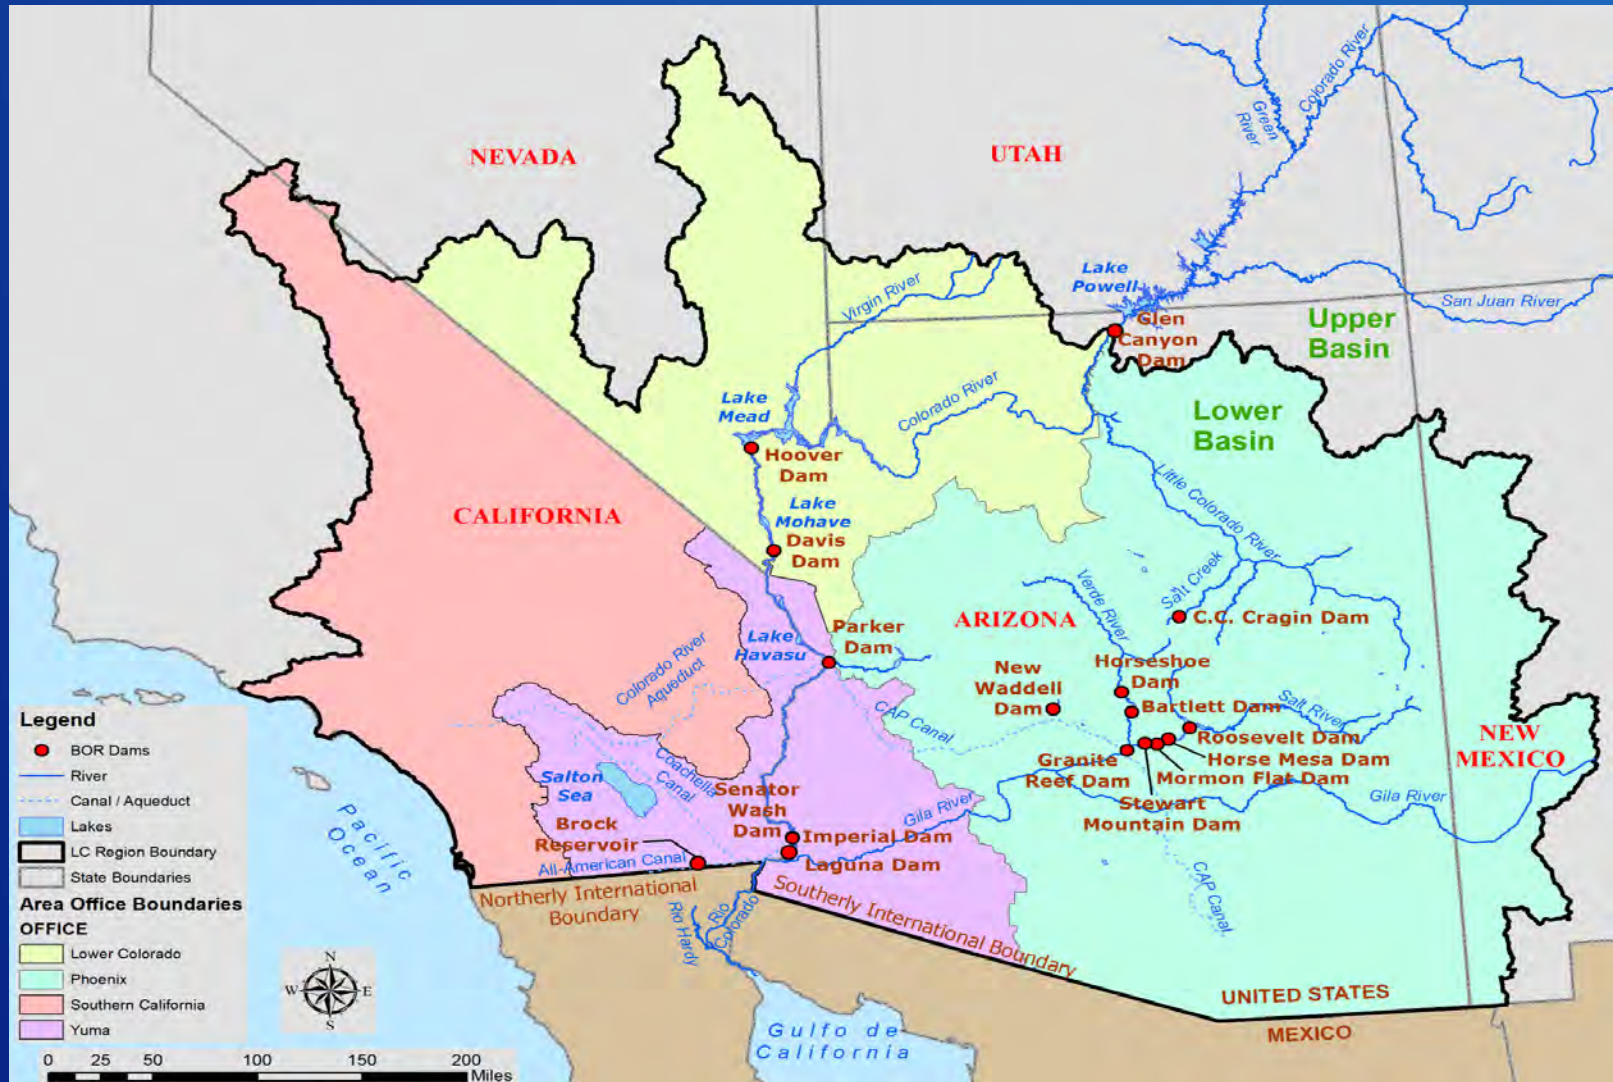 NEVADA
UTAH
Green
River
Colorado River
Lake
Powell
San Juan River
Virgin River
Glen
Canyon
Dam
Upper
Basin
Lake
Mead
Colorado River
Lower
Basin
Hoover
Dam
Little Colorado River
CALIFORNIA
Lake
Mohave
Davis
Dam
Salt Creek
Verde River
C.C. Cragin Dam
ARIZONA
Parker
Dam
Lake
Havasu
Colorado River
Aqueduct
New
Waddell
Dam
Horseshoe
Dam
Bartlett Dam
Salt River
CAP Canal
Roosevelt Dam
Horse Mesa Dam
Granite
Reef Dam
Mormon Flat Dam
Stewart
Mountain Dam
NEW
MEXICO
Gila River
Gila River
Coachella
Canal
Salton
Sea
Senator
Wash
Dam
Brock
Reservoir
Imperial Dam
Laguna Dam
All-American Canal
CAP Canal
Northerly International
Boundary
Southerly International Boundary
Rio Hardy
Rio
Colorado
UNITED STATES
MEXICO
Gulfo de
California
Pacific
Ocean
Legend
BOR Dams
River
Canal / Aqueduct
Lakes
LC Region Boundary
State Boundaries
Area Office Boundaries
OFFICE
Lower Colorado
Phoenix
Southern California
Yuma
N
W E
S
0 25 50 100 150 200
Miles